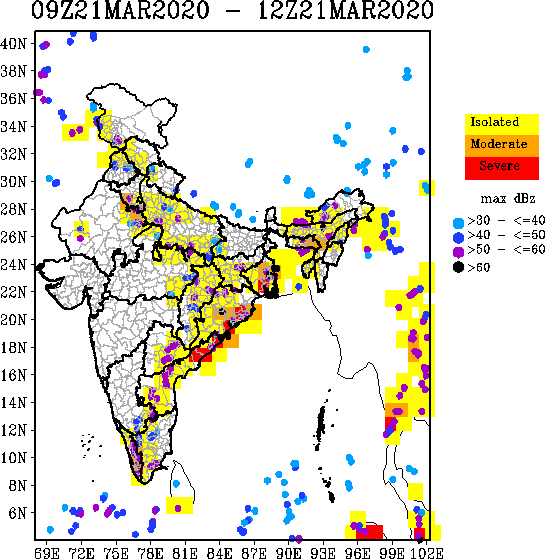 09Z21MAR2020 - 12Z21MAR2020
40N
38N
36N
34N
32N
30N
28N
26N
24N
22N
20N
18N
16N
14N
12N
10N
8N
6N
69E 72E 75E 78E 81E 84E 87E 90E 93E 96E 99E 102E
Isolated
Moderate
Severe
max dBz
>30 - <=40
>40 - <=50
>50 - <=60
>60